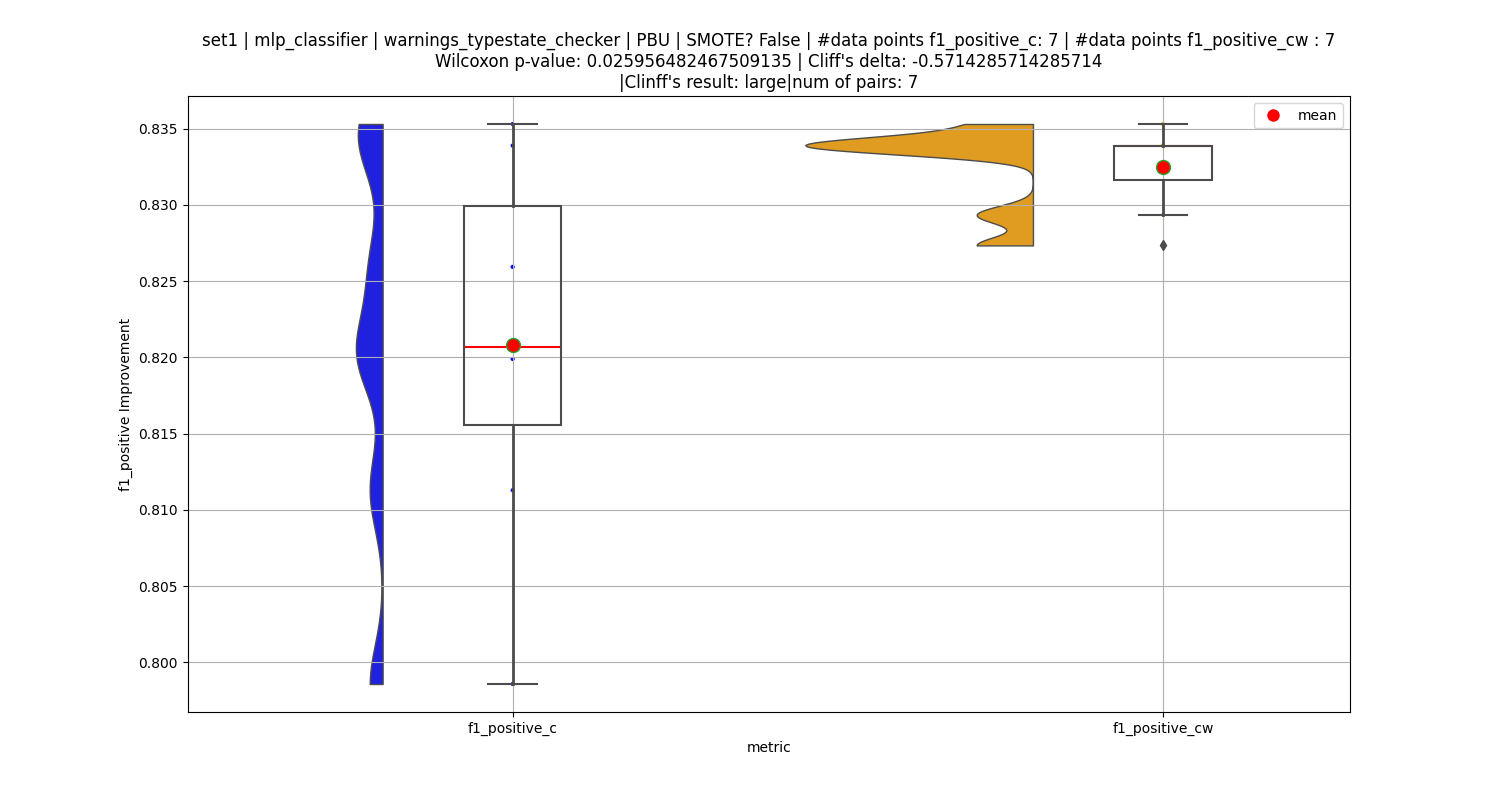 set1 | mlp_classifier | warnings_typestate_checker | PBU | SMOTE? False | #data points f1_positive_c: 7 | #data points f1_positive_cw : 7
Wilcoxon p-value: 0.025956482467509135 | Cliff's delta: -0.5714285714285714
|Clinff's result: large|num of pairs: 7
mean
0.835
0.830
0.825
0.820
0.815
0.810
0.805
0.800
f1_positive Improvement
f1_positive_c
f1_positive_cw
metric